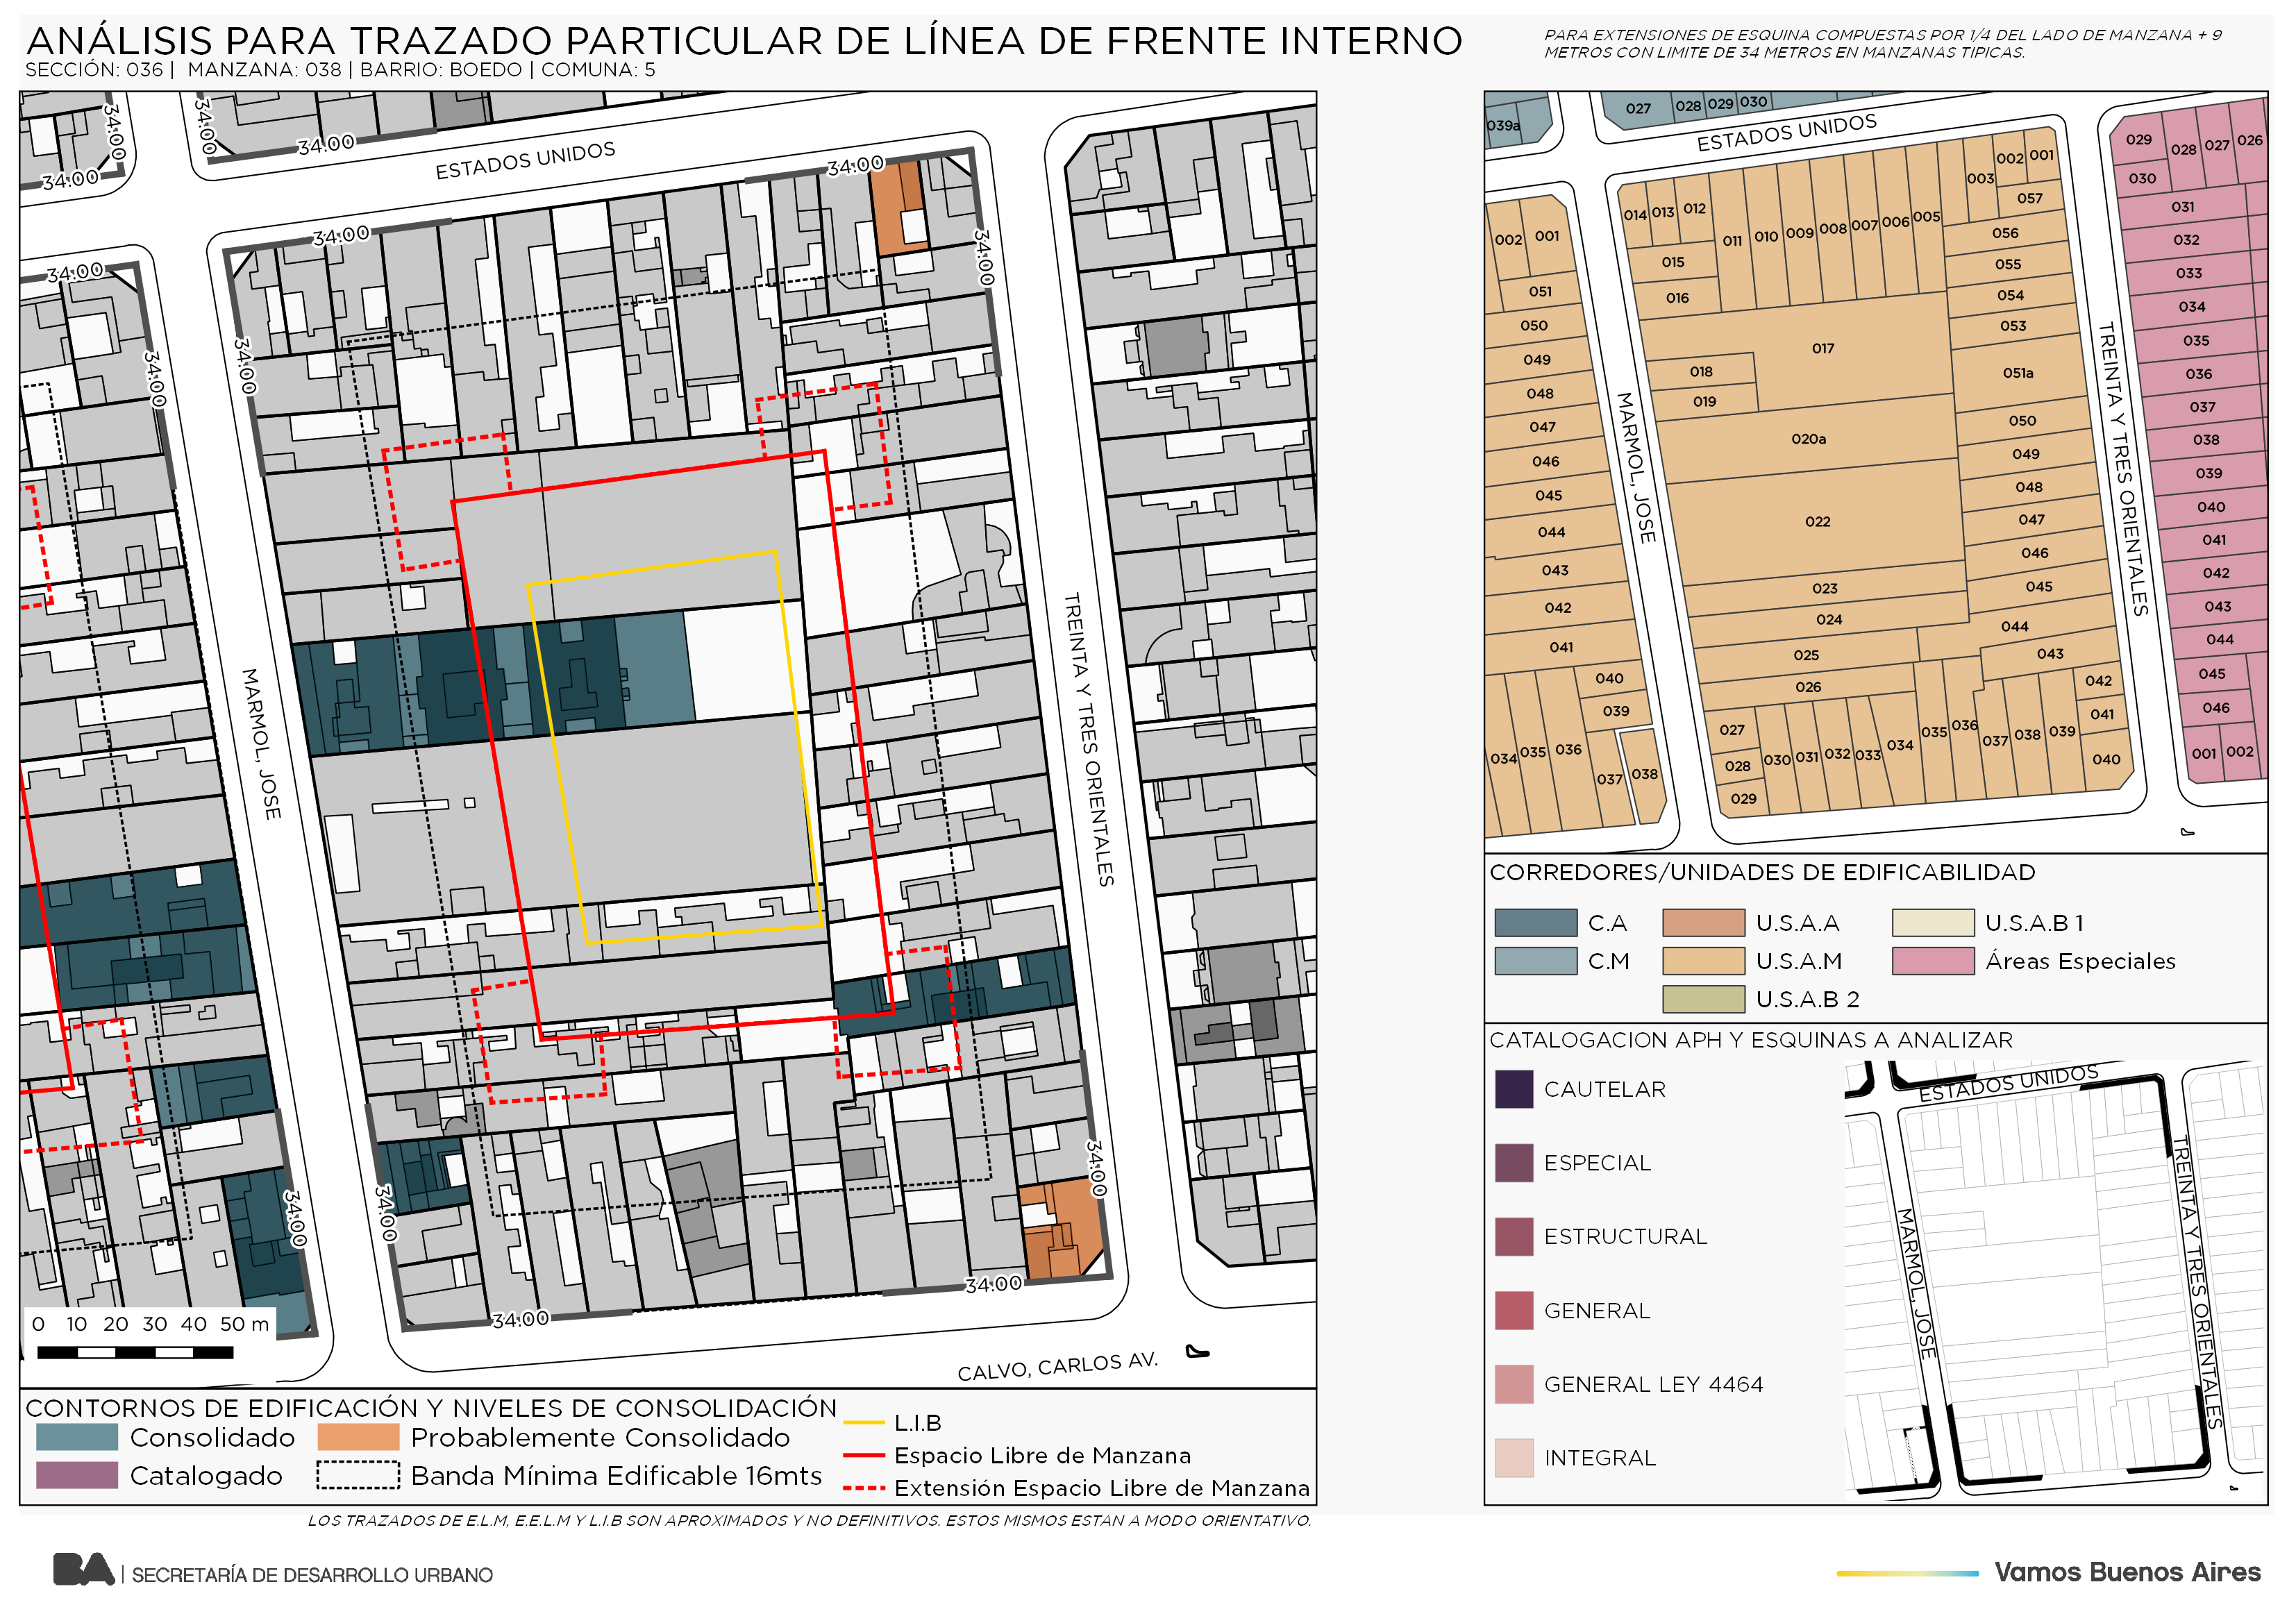 ANÁLISIS PARA TRAZADO PARTICULAR DE LÍNEA DE FRENTE INTERNO
SECCIÓN: 036 | MANZANA: 038 | BARRIO: BOEDO | COMUNA: 5
PARA EXTENSIONES DE ESQUINA COMPUESTAS POR 1/4 DEL LADO DE MANZANA + 9
METROS CON LIMITE DE 34 METROS EN MANZANAS TIPICAS.
34.00
34.00
34.00
34.00
ESTADOS UNIDOS
34.00
34.00
34.00
34.00
34.00
34.00
MARMOL, JOSE
TREINTA Y TRES ORIENTALES
34.00
34.00
34.00
34.00
34.00
CALVO, CARLOS AV.
0 10 20 30 40 50 m
CONTORNOS DE EDIFICACIÓN Y NIVELES DE CONSOLIDACIÓN
Consolidado
Probablemente Consolidado
Catalogado
Banda Mínima Edificable 16mts
L.I.B
Espacio Libre de Manzana
Extensión Espacio Libre de Manzana
LOS TRAZADOS DE E.L.M, E.E.L.M Y L.I.B SON APROXIMADOS Y NO DEFINITIVOS. ESTOS MISMOS ESTAN A MODO ORIENTATIVO.
039a
027 028 029 030
ESTADOS UNIDOS
MARMOL, JOSE
TREINTA Y TRES ORIENTALES
002 001
051
050
049
048
047
046
045
044
043
042
041
040
039
034 035 036 037 038
014 013 012 011 010 009 008 007 006 005 003 002 001
057
056
055
054
053
051a
050
049
048
047
046
045
044
043
042
041
040
015
016
017
018
019
020a
022
023
024
025
026
027
028
029
030 031 032 033 034 035 036 037 038 039
029 028 027 026
030
031
032
033
034
035
036
037
038
039
040
041
042
043
044
045
046
001 002
CORREDORES/UNIDADES DE EDIFICABILIDAD
C.A
U.S.A.A
U.S.A.B 1
C.M
U.S.A.M
Áreas Especiales
U.S.A.B 2
CATALOGACION APH Y ESQUINAS A ANALIZAR
CAUTELAR
ESPECIAL
ESTRUCTURAL
GENERAL
GENERAL LEY 4464
INTEGRAL
ESTADOS UNIDOS
MARMOL, JOSE
TREINTA Y TRES ORIENTALES
BA | SECRETARÍA DE DESARROLLO URBANO
Vamos Buenos Aires